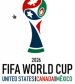 2026
FIFA WORLD CUP
UNITED STATES|CANADA|MÉXICO